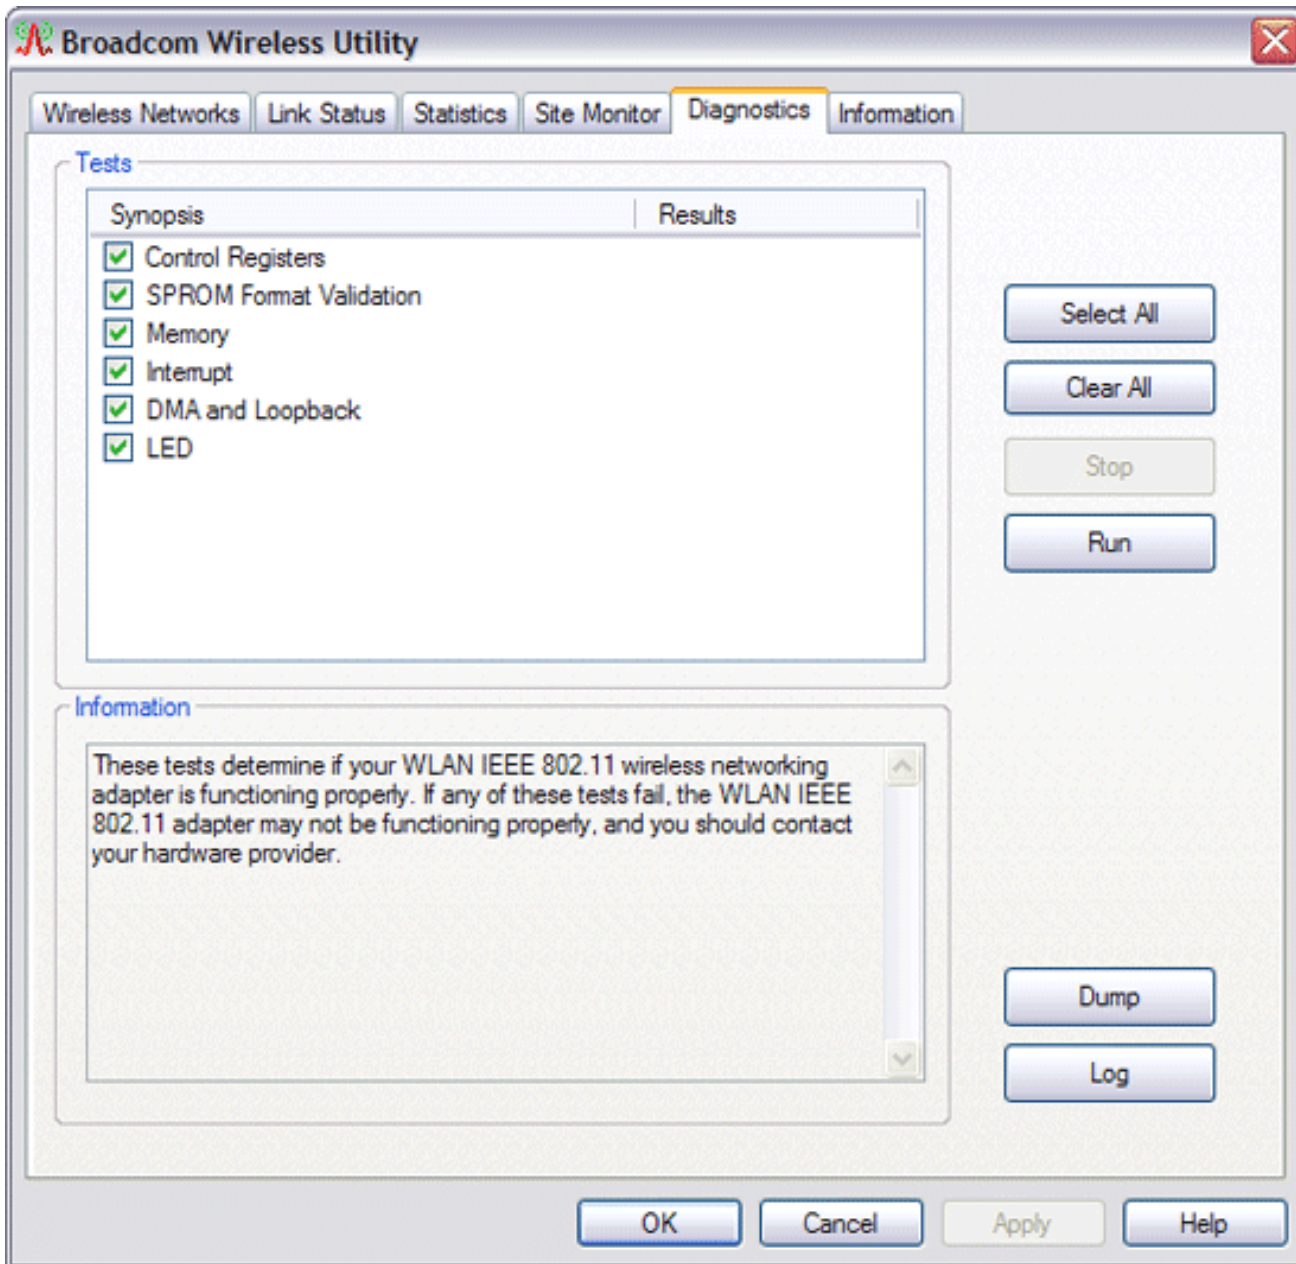 Broadcom Wireless Utility
Wireless Networks Link Status Statistics Site Monitor Diagnostics Information
Tests
Synopsis Results
Control Registers
SPROM Format Validation
Memory
Interrupt
DMA and Loopback
LED
Select All
Clear All
Stop
Run
Information
These tests determine if your WLAN IEEE 802.11 wireless networking
adapter is functioning properly. If any of these tests fail, the WLAN IEEE
802.11 adapter may not be functioning properly, and you should contact
your hardware provider.
Dump
Log
OK Cancel Apply Help